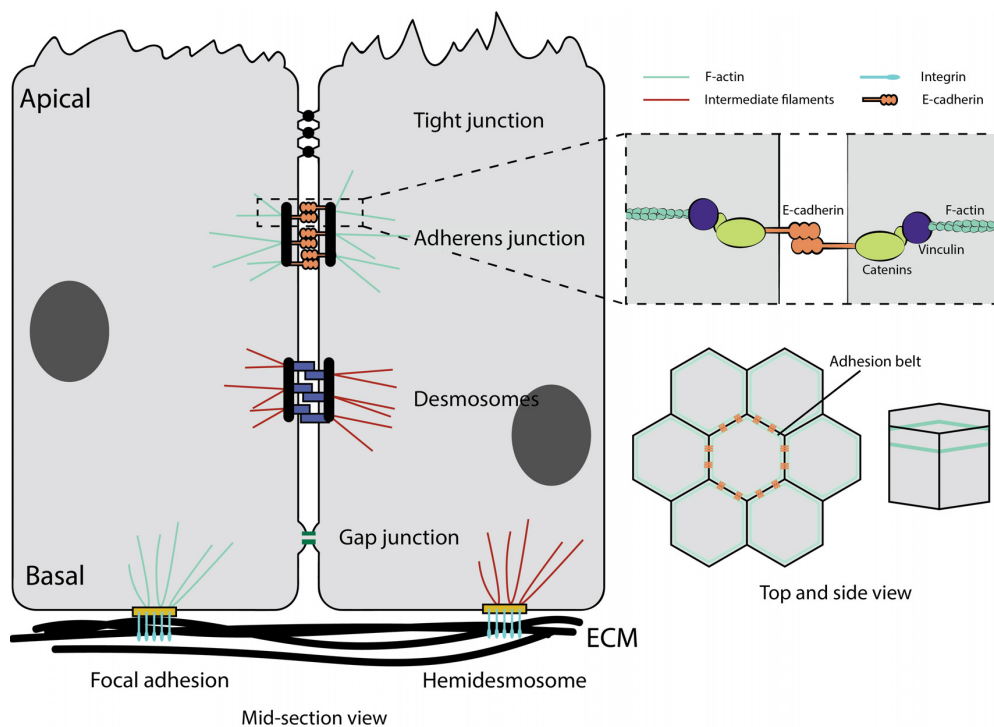 Apical
Tight junction
Adherens junction
Desmosomes
Gap junction
Basal
ECM
Focal adhesion
Hemidesmosome
Mid-section view
F-actin
Integrin
Intermediate filaments
E-cadherin
E-cadherin
F-actin
Vinculin
Catenins
Adhesion belt
Top and side view